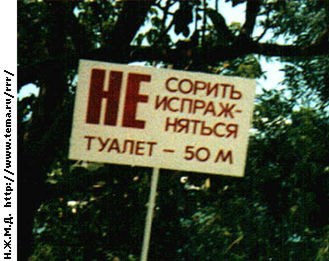 НЕ СОРИТЬ
ИСПРАЖ-
НЯТЬСЯ
ТУАЛЕТ – 50 М
Н.Ж.М.Д. http://www.tema.ru/rrr/